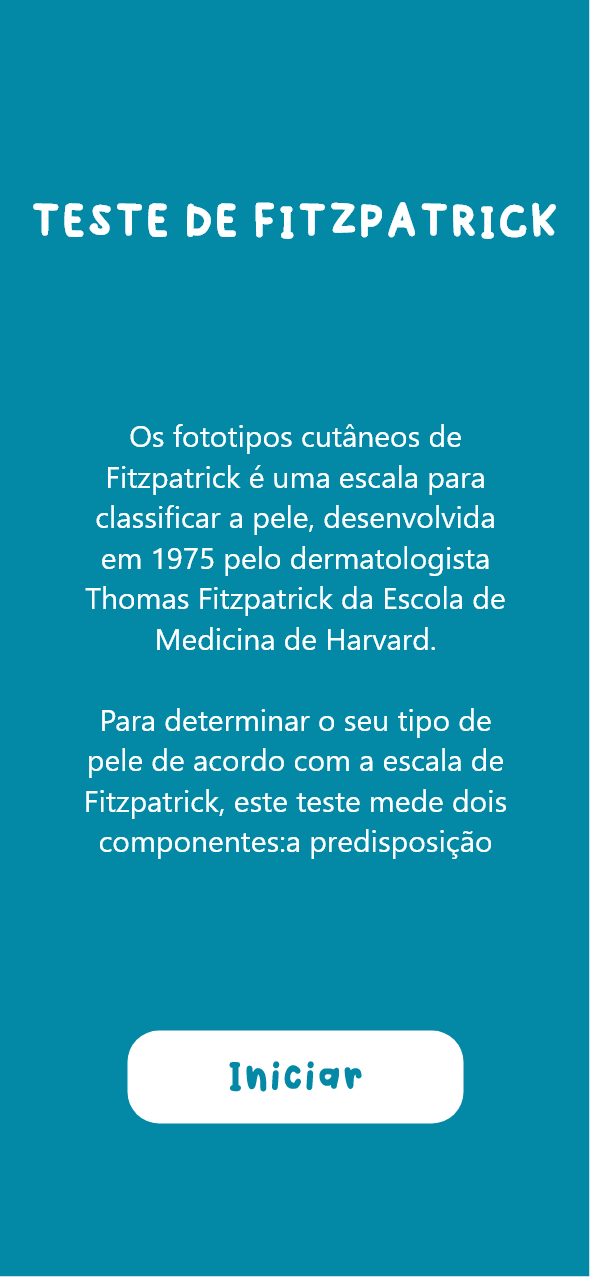 TESTE DE FITZPATRICK
Os fototipos cutâneos de
Fitzpatrick é uma escala para
classificar a pele, desenvolvida
em 1975 pelo dermatologista
Thomas Fitzpatrick da Escola de
Medicina de Harvard.
Para determinar o seu tipo de
pele de acordo com a escala de
Fitzpatrick, este teste mede dois
componentes:a predisposição
Iniciar